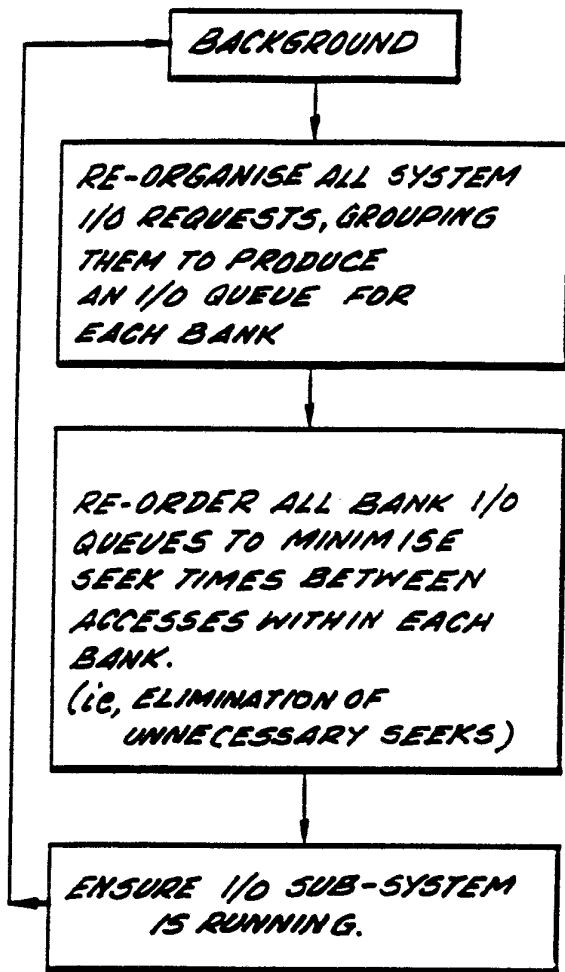 BACKGROUND
RE-ORGANISE ALL SYSTEM
I/O REQUESTS, GROUPING
THEM TO PRODUCE
AN I/O QUEUE FOR
EACH BANK
RE-ORDER ALL BANK I/O
QUEUES TO MINIMISE
SEEK TIMES BETWEEN
ACCESSES WITHIN EACH
BANK.
(ie, ELIMINATION OF
UNNECESSARY SEEKS)
ENSURE I/O SUB-SYSTEM
IS RUNNING.